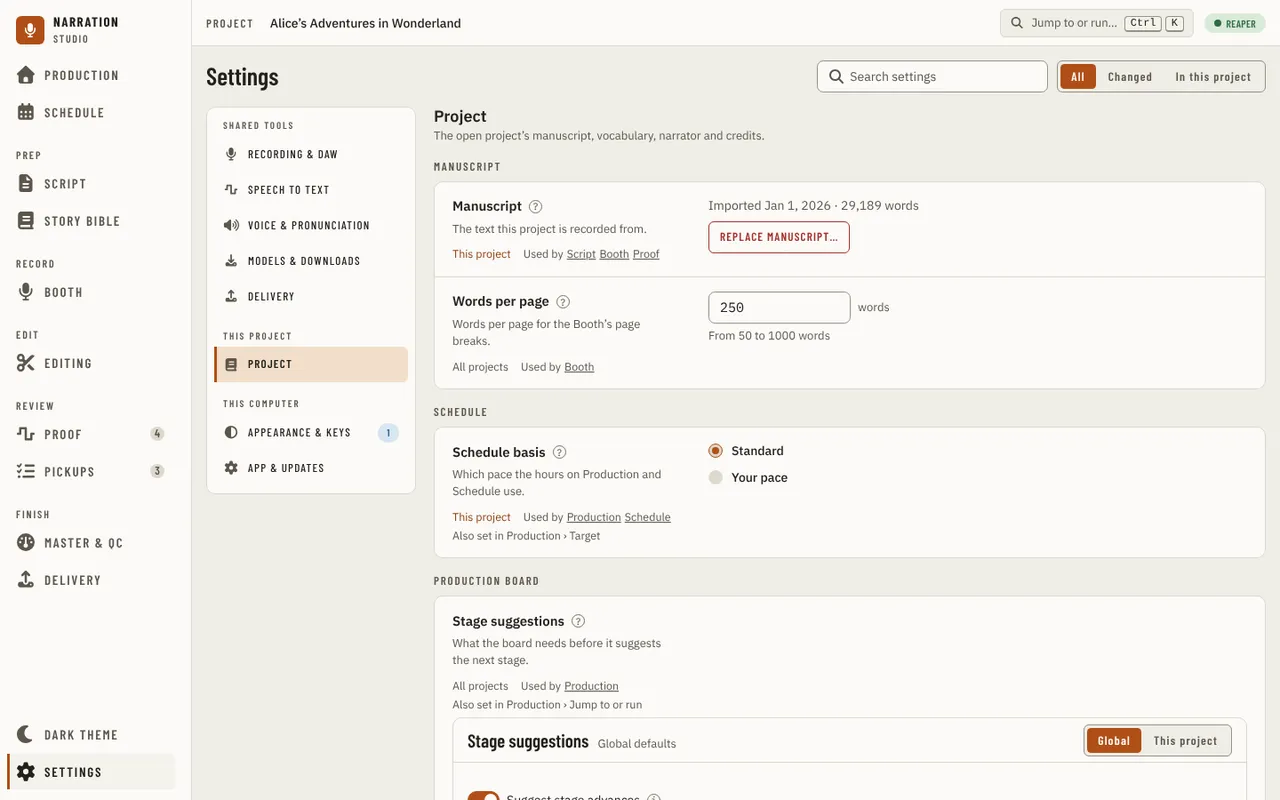 NARRATION
STUDIO
PRODUCTION
SCHEDULE
PREP
SCRIPT
STORY BIBLE
RECORD
BOOTH
EDIT
EDITING
REVIEW
PROOF 4
PICKUPS 3
FINISH
MASTER & QC
DELIVERY
DARK THEME
SETTINGS
PROJECT Alice's Adventures in Wonderland
Jump to or run... Ctrl K
REAPER
Settings
Search settings
All Changed In this project
SHARED TOOLS
RECORDING & DAW
SPEECH TO TEXT
VOICE & PRONUNCIATION
MODELS & DOWNLOADS
DELIVERY
THIS PROJECT
PROJECT
THIS COMPUTER
APPEARANCE & KEYS 1
APP & UPDATES
Project
The open project's manuscript, vocabulary, narrator and credits.
MANUSCRIPT
Manuscript ?
The text this project is recorded from.
This project Used by Script Booth Proof
Imported Jan 1, 2026 · 29,189 words
REPLACE MANUSCRIPT...
Words per page ?
Words per page for the Booth's page
breaks.
All projects Used by Booth
250 words
From 50 to 1000 words
SCHEDULE
Schedule basis ?
Which pace the hours on Production and
Schedule use.
This project Used by Production Schedule
Also set in Production › Target
Standard
Your pace
PRODUCTION BOARD
Stage suggestions ?
What the board needs before it suggests
the next stage.
All projects Used by Production
Also set in Production › Jump to or run
Stage suggestions Global defaults
Global This project
Suggest stage advances ?